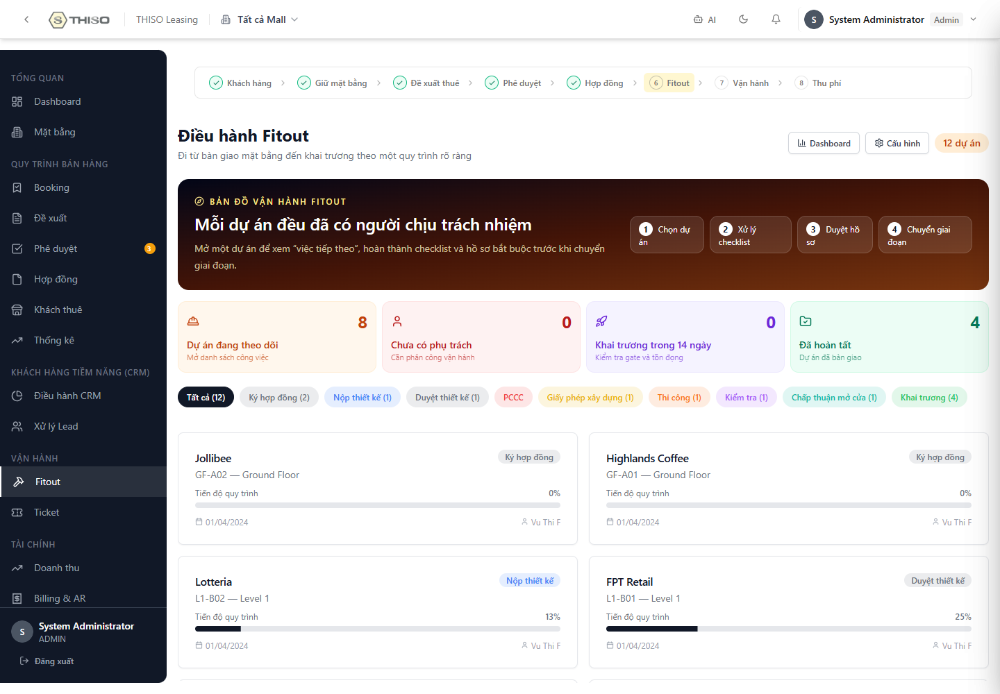 THISO
THISO Leasing
Tất cả Mall
AI
S
System Administrator
Admin
TỔNG QUAN
Dashboard
Mặt bằng
QUY TRÌNH BÁN HÀNG
Booking
Đề xuất
Phê duyệt
3
Hợp đồng
Khách thuê
Thống kê
KHÁCH HÀNG TIỀM NĂNG (CRM)
Điều hành CRM
Xử lý Lead
VẬN HÀNH
Fitout
Ticket
TÀI CHÍNH
Doanh thu
Billing & AR
S
System Administrator
ADMIN
Đăng xuất
Khách hàng
Giữ mặt bằng
Đề xuất thuê
Phê duyệt
Hợp đồng
6 Fitout
7 Vận hành
8 Thu phí
Điều hành Fitout
Đi từ bàn giao mặt bằng đến khai trương theo một quy trình rõ ràng
Dashboard
Cấu hình
12 dự án
BẢN ĐỒ VẬN HÀNH FITOUT
Mỗi dự án đều đã có người chịu trách nhiệm
Mở một dự án để xem “việc tiếp theo”, hoàn thành checklist và hồ sơ bắt buộc trước khi chuyển
giai đoạn.
1 Chọn dự
án
2 Xử lý
checklist
3 Duyệt hồ
sơ
4 Chuyển giai
đoạn
8
Dự án đang theo dõi
Mở danh sách công việc
0
Chưa có phụ trách
Cần phân công vận hành
0
Khai trương trong 14 ngày
Kiểm tra gate và tồn đọng
4
Đã hoàn tất
Dự án đã bàn giao
Tất cả (12)
Ký hợp đồng (2)
Nộp thiết kế (1)
Duyệt thiết kế (1)
PCCC
Giấy phép xây dựng (1)
Thi công (1)
Kiểm tra (1)
Chấp thuận mở cửa (1)
Khai trương (4)
Jollibee
Ký hợp đồng
GF-A02 — Ground Floor
Tiến độ quy trình
0%
01/04/2024
Vu Thi F
Highlands Coffee
Ký hợp đồng
GF-A01 — Ground Floor
Tiến độ quy trình
0%
01/04/2024
Vu Thi F
Lotteria
Nộp thiết kế
L1-B02 — Level 1
Tiến độ quy trình
13%
01/04/2024
Vu Thi F
FPT Retail
Duyệt thiết kế
L1-B01 — Level 1
Tiến độ quy trình
25%
01/04/2024
Vu Thi F